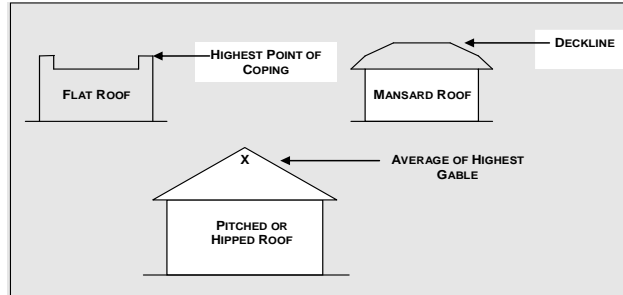 HIGHEST POINT OF
COPING
DECKLINE
FLAT ROOF
MANSARD ROOF
X
AVERAGE OF HIGHEST
GABLE
PITCHED OR
HIPPED ROOF